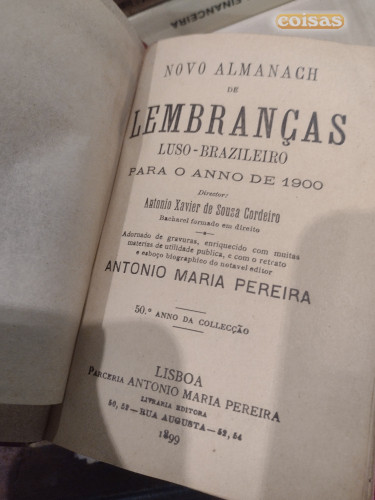 FINANCEIRA
coisas
NOVO ALMANACH
DE
LEMBRANÇAS
LUSO-BRAZILEIRO
PARA O ANNO DE 1900
Director:
Antonio Xavier de Sousa Cordeiro
Bacharel formado em direito
Adornado de gravuras, enriquecido com muitas
materias de utilidade publica, e com o retrato
e esboço biographico do notavel editor
ANTONIO MARIA PEREIRA
50.º ANNO DA COLLECÇÃO
LISBOA
PARCERIA ANTONIO MARIA PEREIRA
LIVRARIA EDITORA
50, 52 — RUA AUGUSTA — 52, 54
1899